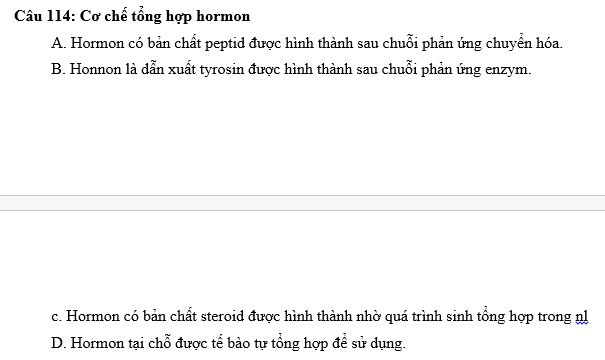 Câu 114: Cơ chế tổng hợp hormon
A. Hormon có bản chất peptid được hình thành sau chuỗi phản ứng chuyển hóa.
B. Honnon là dẫn xuất tyrosin được hình thành sau chuỗi phản ứng enzym.
c. Hormon có bản chất steroid được hình thành nhờ quá trình sinh tổng hợp trong nl
D. Hormon tại chỗ được tế bào tự tổng hợp để sử dụng.